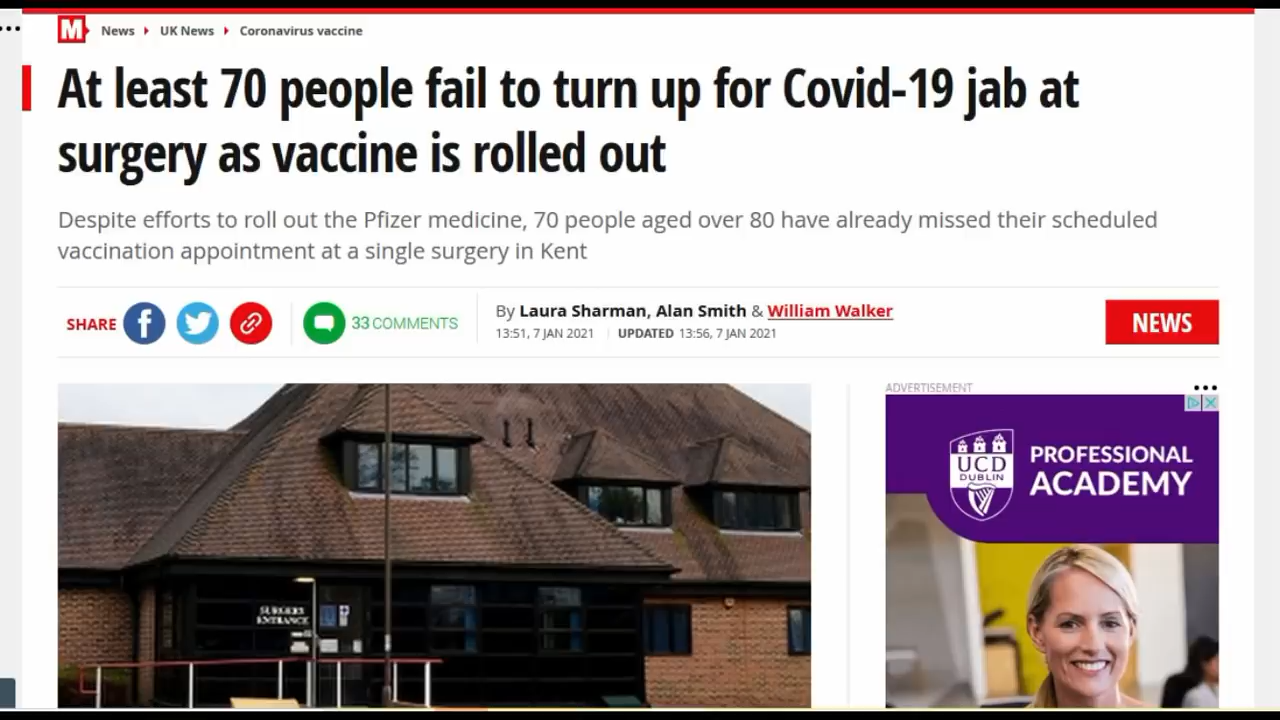 M News UK News Coronavirus vaccine
At least 70 people fail to turn up for Covid-19 jab at
surgery as vaccine is rolled out
Despite efforts to roll out the Pfizer medicine, 70 people aged over 80 have already missed their scheduled
vaccination appointment at a single surgery in Kent
SHARE 33 COMMENTS
By Laura Sharman, Alan Smith & William Walker
13:51, 7 JAN 2021 UPDATED 13:56, 7 JAN 2021
NEWS
ADVERTISEMENT
UCD
DUBLIN
PROFESSIONAL
ACADEMY
SURGERY
ENTRANCE